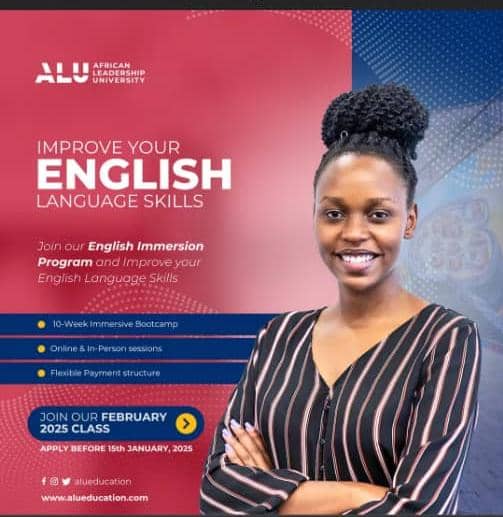 ALU AFRICAN
LEADERSHIP
UNIVERSITY
IMPROVE YOUR
ENGLISH
LANGUAGE SKILLS
Join our English Immersion
Program and Improve your
English Language Skills
10-Week Immersive Bootcamp
Online & In-Person sessions
Flexible Payment structure
JOIN OUR FEBRUARY
2025 CLASS
APPLY BEFORE 15th JANUARY, 2025
alueducation
www.alueducation.com